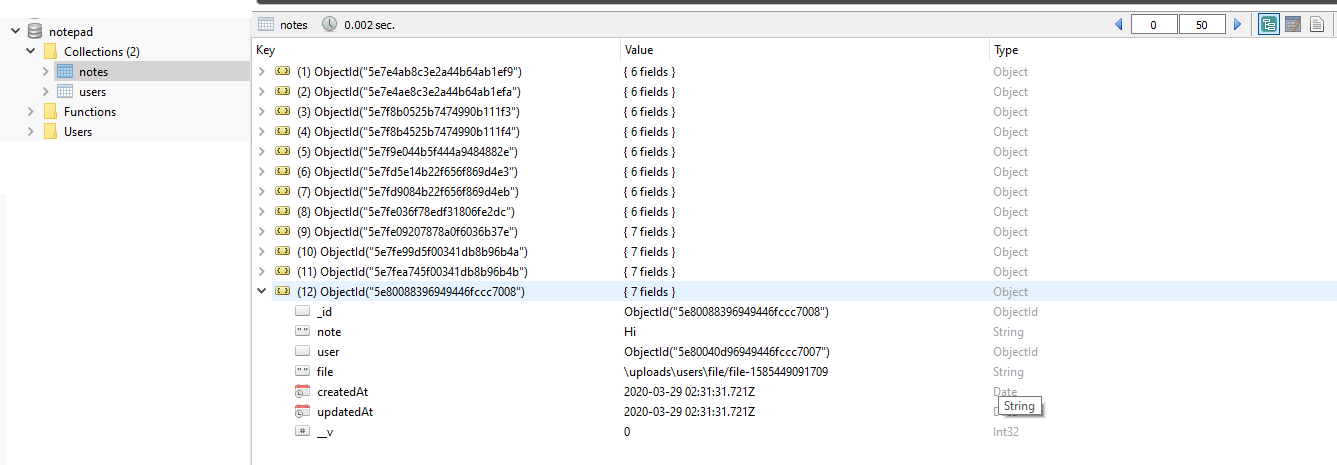 notepad
Collections (2)
notes
users
Functions
Users
notes 0.002 sec. 0 50
Key Value Type
(1) ObjectId("5e7e4ab8c3e2a44b64ab1ef9") { 6 fields } Object
(2) ObjectId("5e7e4ae8c3e2a44b64ab1efa") { 6 fields } Object
(3) ObjectId("5e7f8b0525b7474990b111f3") { 6 fields } Object
(4) ObjectId("5e7f8b4525b7474990b111f4") { 6 fields } Object
(5) ObjectId("5e7f9e044b5f444a9484882e") { 6 fields } Object
(6) ObjectId("5e7fd5e14b22f656f869d4e3") { 6 fields } Object
(7) ObjectId("5e7fd9084b22f656f869d4eb") { 6 fields } Object
(8) ObjectId("5e7fe036f78edf31806fe2dc") { 6 fields } Object
(9) ObjectId("5e7fe09207878a0f6036b37e") { 7 fields } Object
(10) ObjectId("5e7fe99d5f00341db8b96b4a") { 7 fields } Object
(11) ObjectId("5e7fea745f00341db8b96b4b") { 7 fields } Object
(12) ObjectId("5e80088396949446fccc7008") { 7 fields } Object
_id ObjectId("5e80088396949446fccc7008") ObjectId
note Hi String
user ObjectId("5e80040d96949446fccc7007") ObjectId
file \uploads\users\file/file-1585449091709 String
createdAt 2020-03-29 02:31:31.721Z Date
updatedAt 2020-03-29 02:31:31.721Z
String
__v 0 Int32